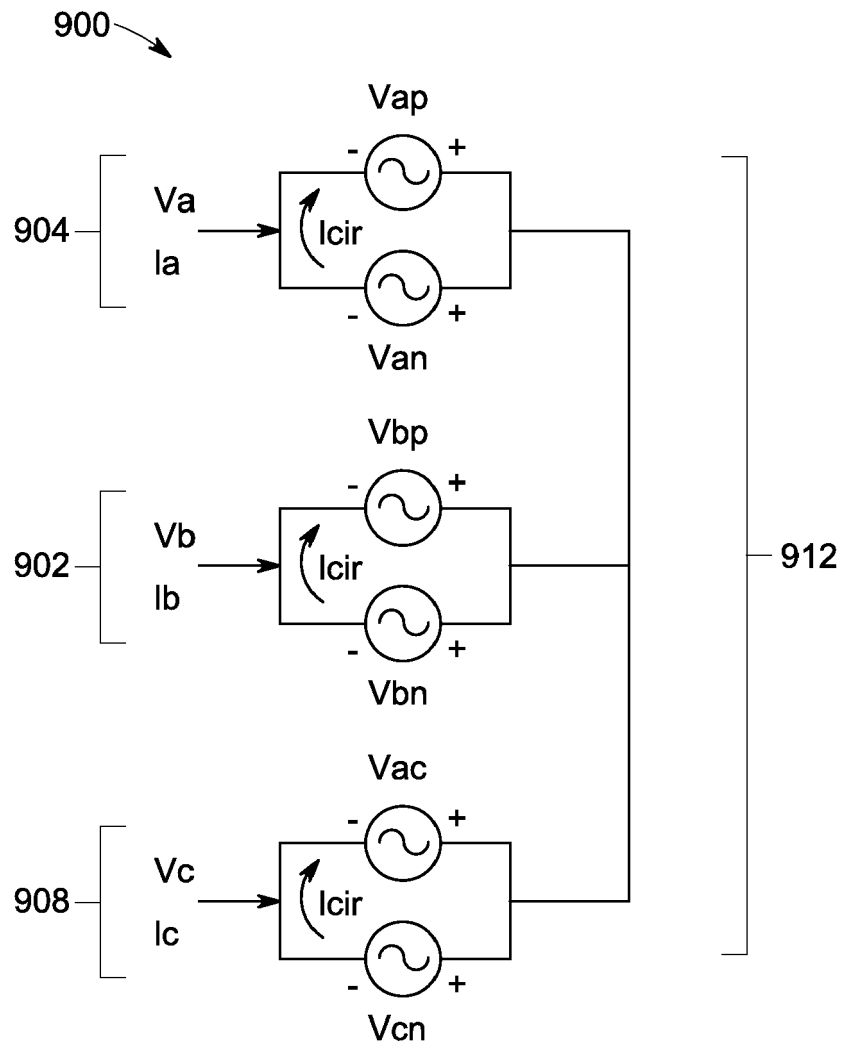 900
Vap
- +
904
Va
Ia
Icir
- +
Van
Vbp
- +
902
Vb
Ib
Icir
912
- +
Vbn
Vac
- +
908
Vc
Ic
Icir
- +
Vcn